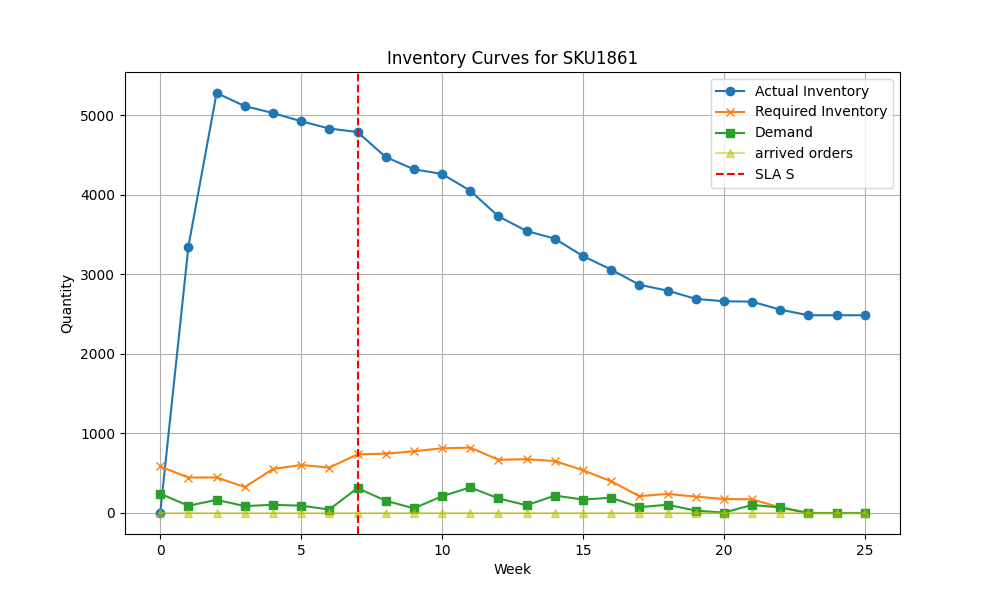 Inventory Curves for SKU1861
Actual Inventory
Required Inventory
Demand
arrived orders
SLA S
Quantity
5000
4000
3000
2000
1000
0
0 5 10 15 20 25
Week